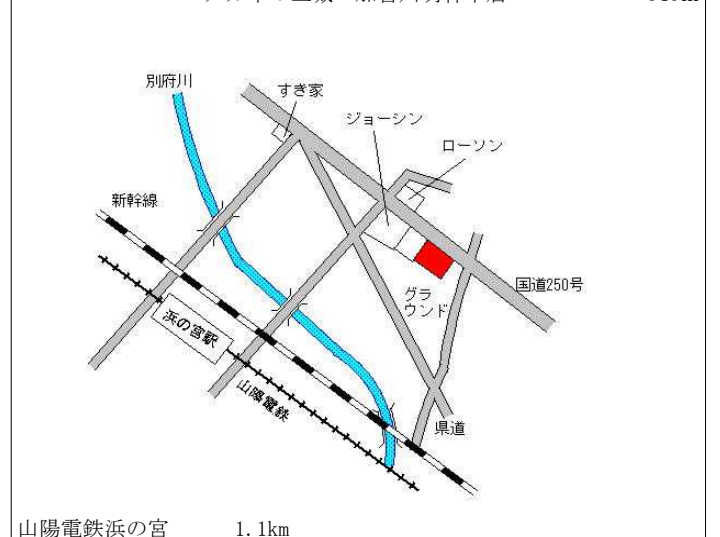 別府川
すき家
ジョーシン
ローソン
新幹線
国道250号
グラ
ウンド
浜の宮駅
山陽電鉄
県道
山陽電鉄浜の宮 1.1km